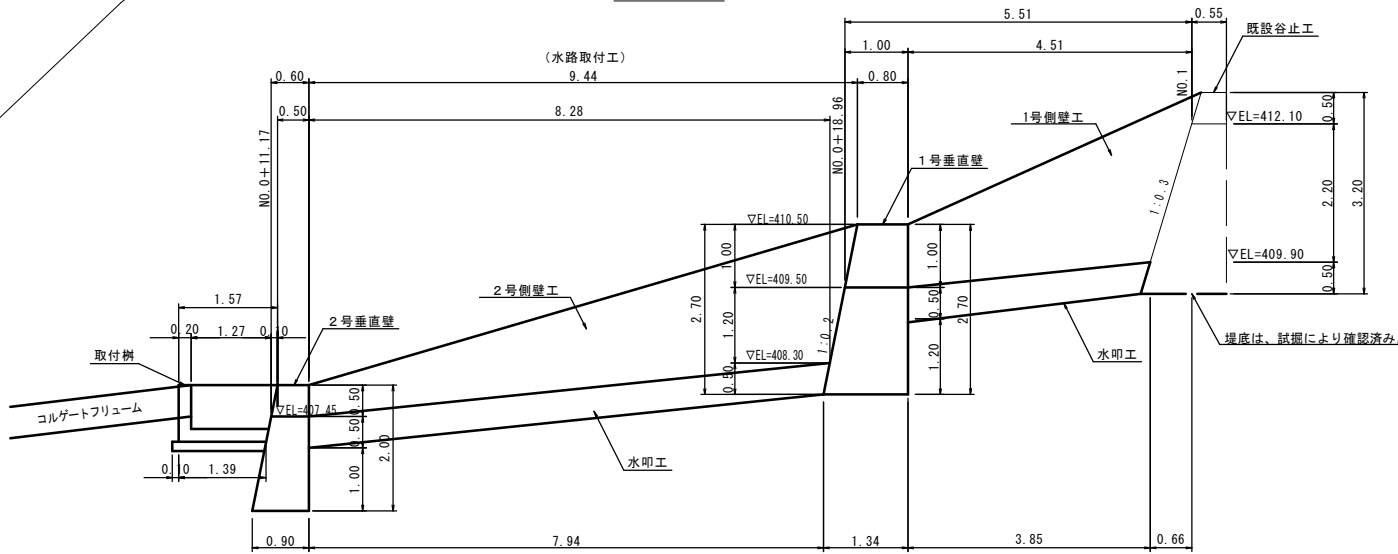 5.51
0.55
既設谷止工
1.00
4.51
(水路取付工)
0.60
9.44
0.80
NO.1
0.50
8.28
NO.0+11.17
NO.0+18.96
1号側壁工
▽EL=412.10
0.50
1号垂直壁
1:0.3
2.20
3.20
▽EL=410.50
1.00
1.00
▽EL=409.90
▽EL=409.50
0.50
2号側壁工
2.70
0.50
2.70
1.57
1.20
1:0.2
0.20
1.27
0.10
2号垂直壁
堤底は、試掘により確認済み
取付桝
▽EL=408.30
1.20
水叩工
0.50
コルゲートフリューム
▽EL=407.45
0.50
0.50
2.00
水叩工
0.10
1.39
1.00
0.90
7.94
1.34
3.85
0.66